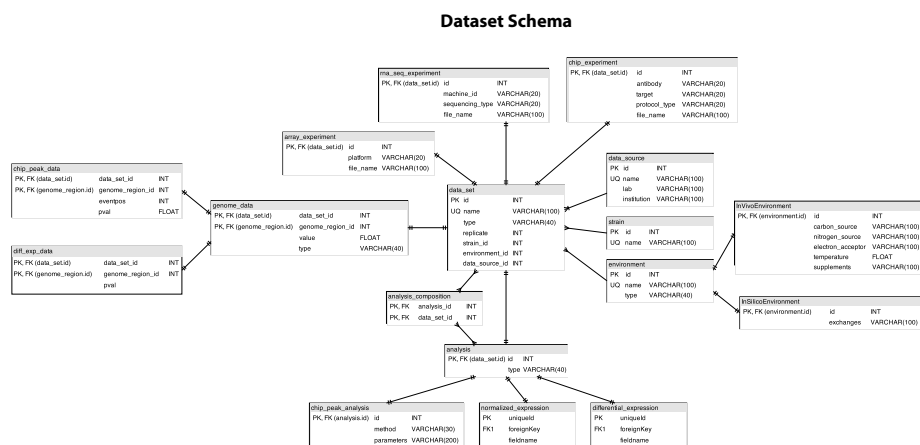 Dataset Schema
rna_seq_experiment
PK, FK (data_set.id) id INT
machine_id VARCHAR(20)
sequencing_type VARCHAR(20)
file_name VARCHAR(100)
chip_experiment
PK, FK (data_set.id) id INT
antibody VARCHAR(20)
target VARCHAR(20)
protocol_type VARCHAR(20)
file_name VARCHAR(100)
array_experiment
PK, FK (data_set.id) id INT
platform VARCHAR(20)
file_name VARCHAR(100)
chip_peak_data
PK, FK (data_set.id) data_set_id INT
PK, FK (genome_region.id) genome_region_id INT
eventpos INT
pval FLOAT
diff_exp_data
PK, FK (data_set.id) data_set_id INT
PK, FK (genome_region.id) genome_region_id INT
pval
genome_data
PK, FK (data_set.id) data_set_id INT
PK, FK (genome_region.id) genome_region_id INT
value FLOAT
type VARCHAR(40)
data_set
PK id INT
UQ name VARCHAR(100)
type VARCHAR(40)
replicate INT
strain_id INT
environment_id INT
data_source_id INT
data_source
PK id INT
UQ name VARCHAR(100)
lab VARCHAR(100)
institution VARCHAR(100)
strain
PK id INT
UQ name VARCHAR(100)
environment
PK id INT
UQ name VARCHAR(100)
type VARCHAR(40)
InVivoEnvironment
PK, FK (environment.id) id INT
carbon_source VARCHAR(100)
nitrogen_source VARCHAR(100)
electron_acceptor VARCHAR(100)
temperature FLOAT
supplements VARCHAR(100)
InSilicoEnvironment
PK, FK (environment.id) id INT
exchanges VARCHAR(100)
analysis_composition
PK, FK analysis_id INT
PK, FK data_set_id INT
analysis
PK, FK (data_set.id) id INT
type VARCHAR(40)
chip_peak_analysis
PK, FK (analysis.id) id INT
method VARCHAR(30)
parameters VARCHAR(200)
normalized_expression
PK uniqueId
FK1 foreignKey
fieldname
differential_expression
PK uniqueId
FK1 foreignKey
fieldname